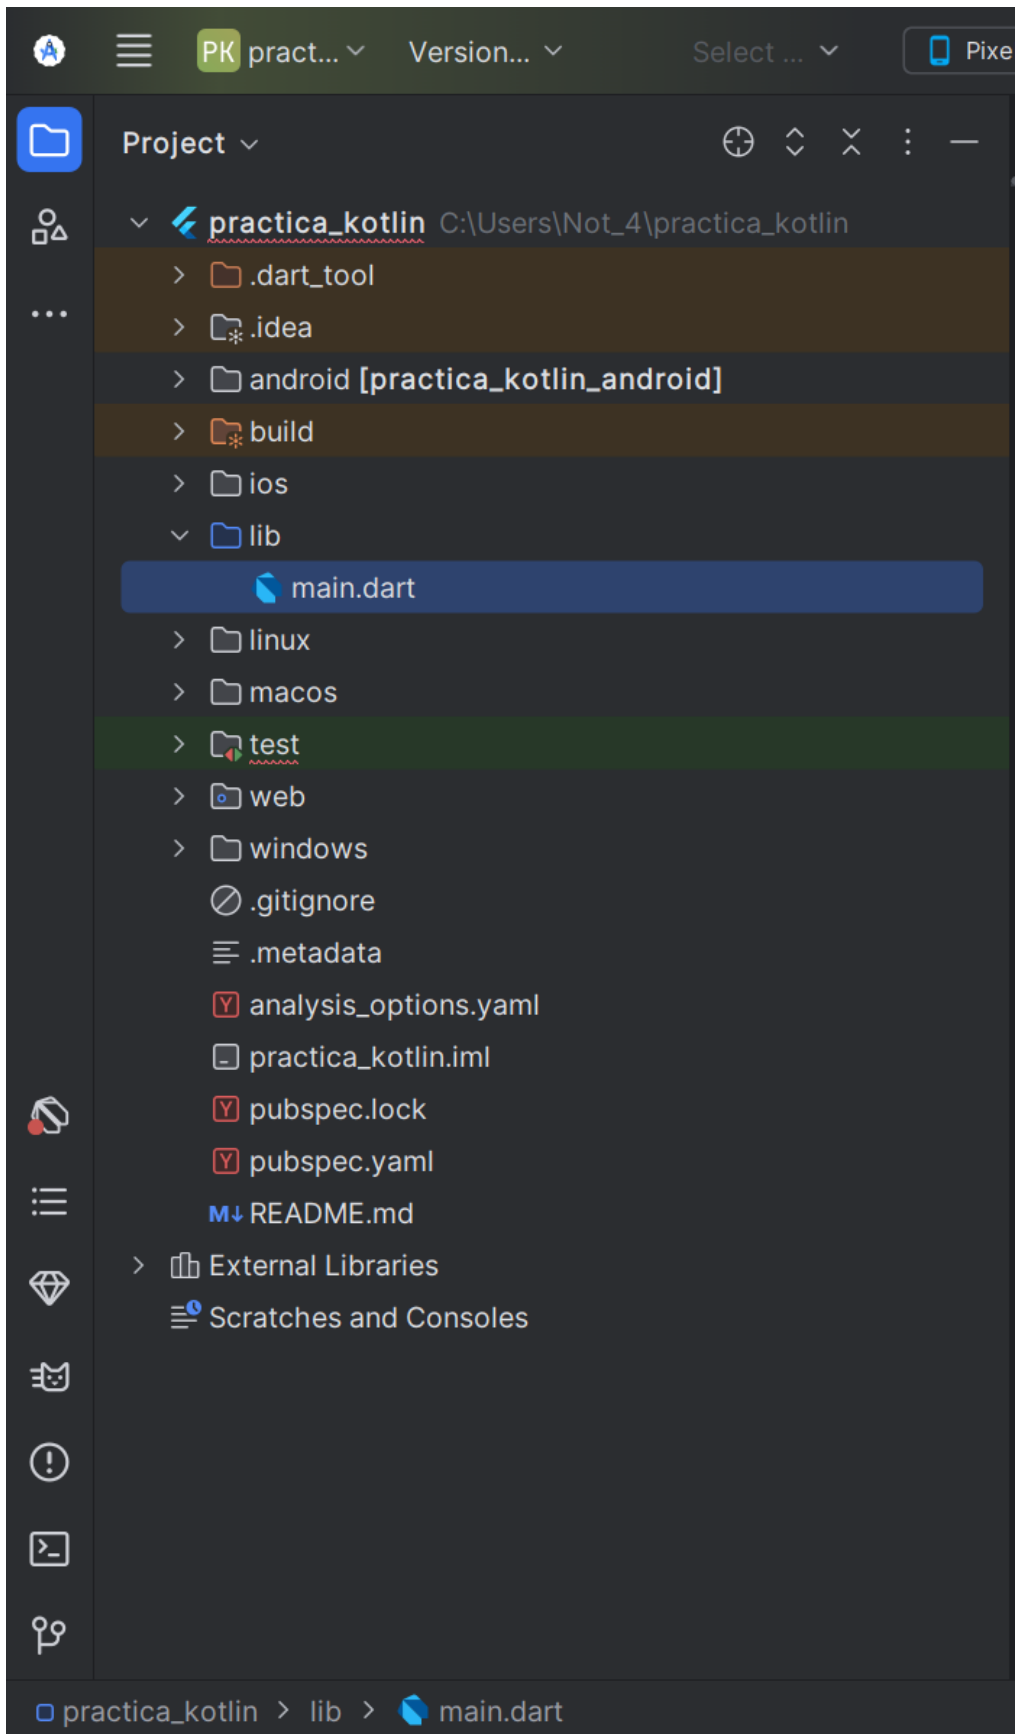 PK pract... Version... Select ... Pixe
Project
practica_kotlin C:\Users\Not_4\practica_kotlin
.dart_tool
.idea
android [practica_kotlin_android]
build
ios
lib
main.dart
linux
macos
test
web
windows
.gitignore
.metadata
Y analysis_options.yaml
practica_kotlin.iml
Y pubspec.lock
Y pubspec.yaml
M↓ README.md
External Libraries
Scratches and Consoles
practica_kotlin > lib > main.dart